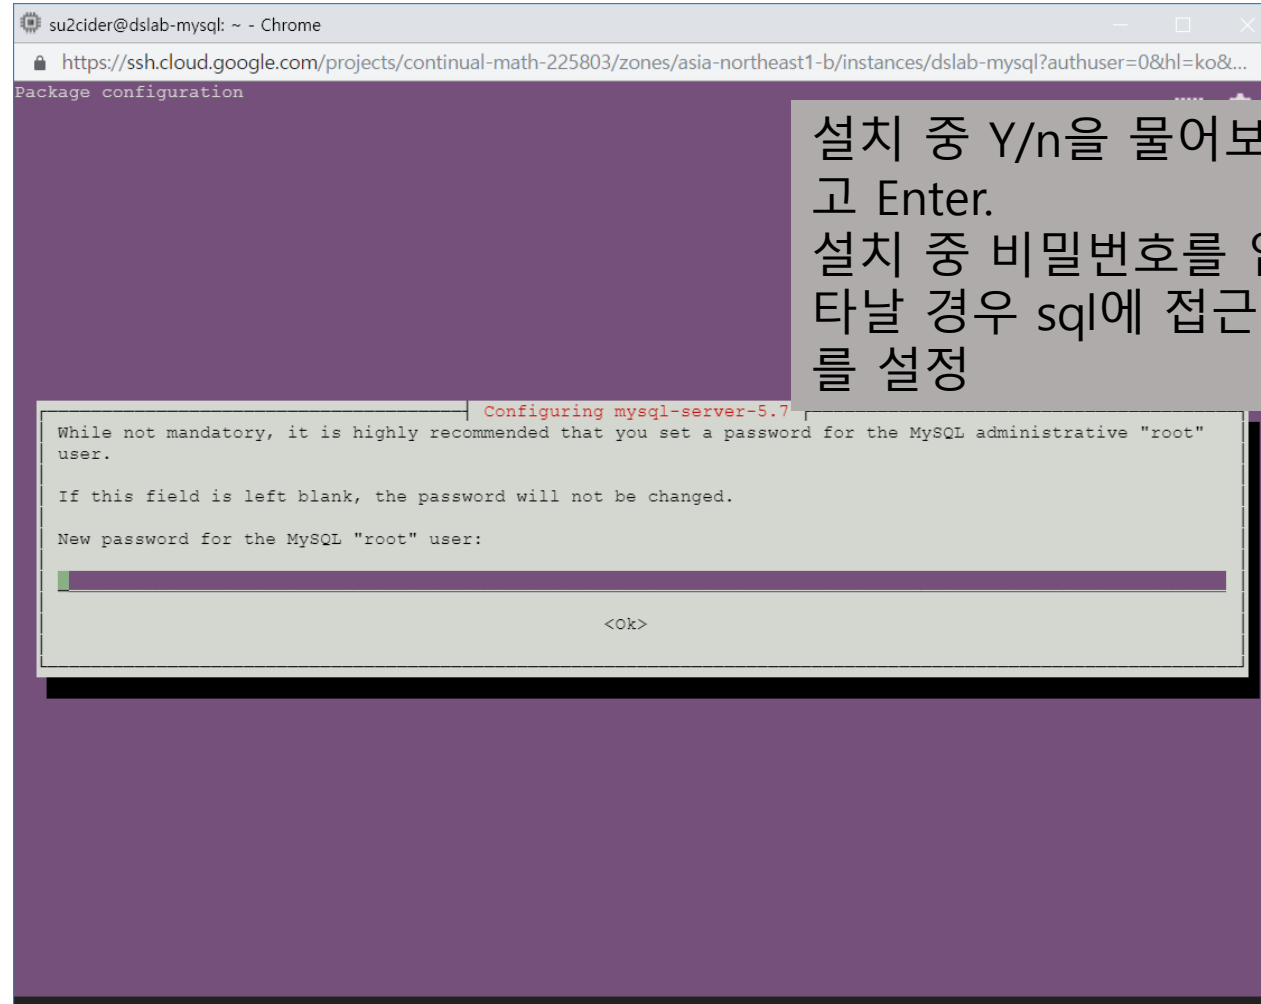 su2cider@dslab-mysql: ~ - Chrome
https://ssh.cloud.google.com/projects/continual-math-225803/zones/asia-northeast1-b/instances/dslab-mysql?authuser=0&hl=ko&...
Package configuration
설치 중 Y/n을 물어보
고 Enter.
설치 중 비밀번호를
타날 경우 sql에 접근
를 설정
Configuring mysql-server-5.7
While not mandatory, it is highly recommended that you set a password for the MySQL administrative "root"
user.
If this field is left blank, the password will not be changed.
New password for the MySQL "root" user:
<Ok>